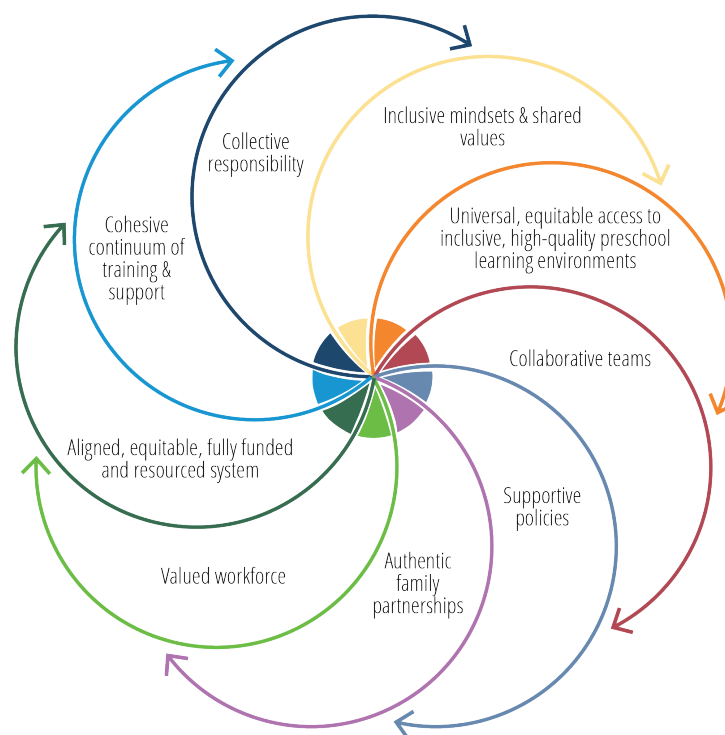 Inclusive mindsets & shared
values
Universal, equitable access to
inclusive, high-quality preschool
learning environments
Collaborative teams
Supportive
policies
Authentic
family
partnerships
Valued workforce
Aligned, equitable, fully funded
and resourced system
Cohesive
continuum of
training &
support
Collective
responsibility